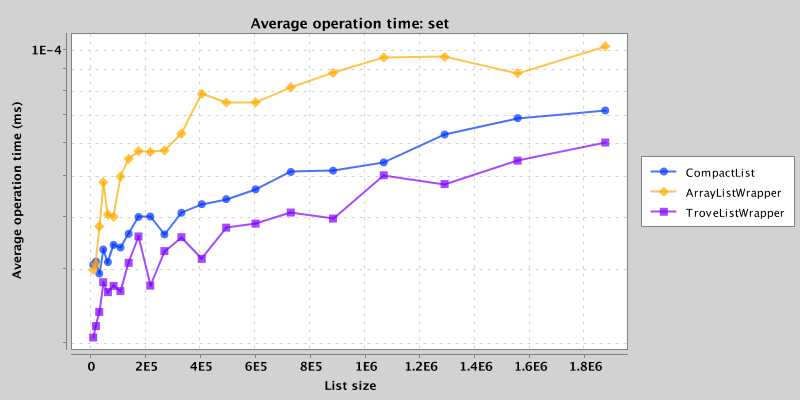 Average operation time: set
1E-4
Average operation time (ms)
CompactList
ArrayListWrapper
TroveListWrapper
0 2E5 4E5 6E5 8E5 1E6 1.2E6 1.4E6 1.6E6 1.8E6
List size